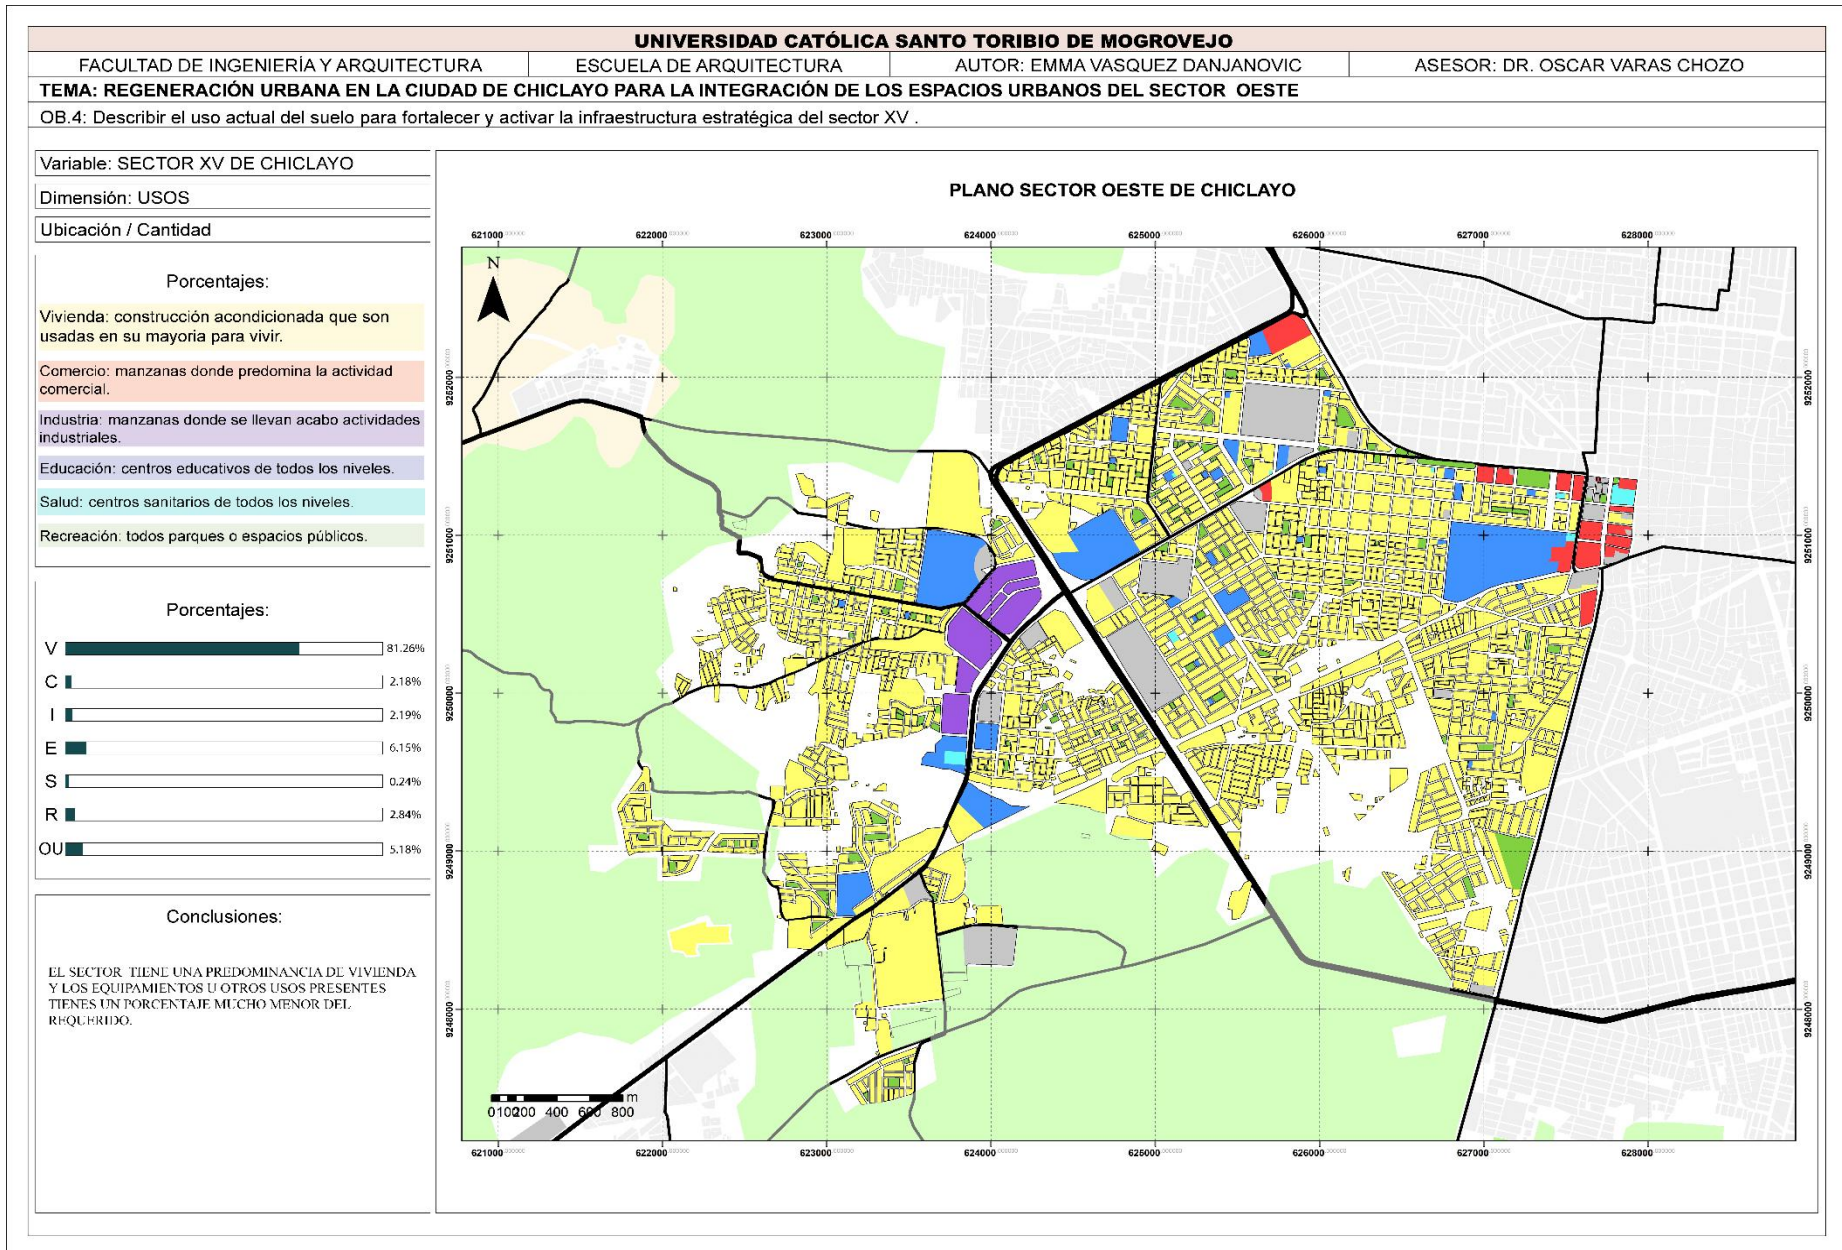 UNIVERSIDAD CATÓLICA SANTO TORIBIO DE MOGROVEJO
FACULTAD DE INGENIERÍA Y ARQUITECTURA
ESCUELA DE ARQUITECTURA
AUTOR: EMMA VASQUEZ DANJANOVIC
ASESOR: DR. OSCAR VARAS CHOZO
TEMA: REGENERACIÓN URBANA EN LA CIUDAD DE CHICLAYO PARA LA INTEGRACIÓN DE LOS ESPACIOS URBANOS DEL SECTOR OESTE
OB.4: Describir el uso actual del suelo para fortalecer y activar la infraestructura estratégica del sector XV .
Variable: SECTOR XV DE CHICLAYO
Dimensión: USOS
Ubicación / Cantidad
Porcentajes:
Vivienda: construcción acondicionada que son
usadas en su mayoria para vivir.
Comercio: manzanas donde predomina la actividad
comercial.
Industria: manzanas donde se llevan acabo actividades
industriales.
Educación: centros educativos de todos los niveles.
Salud: centros sanitarios de todos los niveles.
Recreación: todos parques o espacios públicos.
Porcentajes:
V 81.26%
C 2.18%
I 2.19%
E 6.15%
S 0.24%
R 2.84%
OU 5.18%
Conclusiones:
EL SECTOR TIENE UNA PREDOMINANCIA DE VIVIENDA
Y LOS EQUIPAMIENTOS U OTROS USOS PRESENTES
TIENES UN PORCENTAJE MUCHO MENOR DEL
REQUERIDO.
PLANO SECTOR OESTE DE CHICLAYO
621000 622000 623000 624000 625000 626000 627000 628000
N
9252000
9251000
9250000
9249000
9248000
9252000
9251000
9250000
9249000
9248000
m
0 100 200 400 600 800
621000 622000 623000 624000 625000 626000 627000 628000